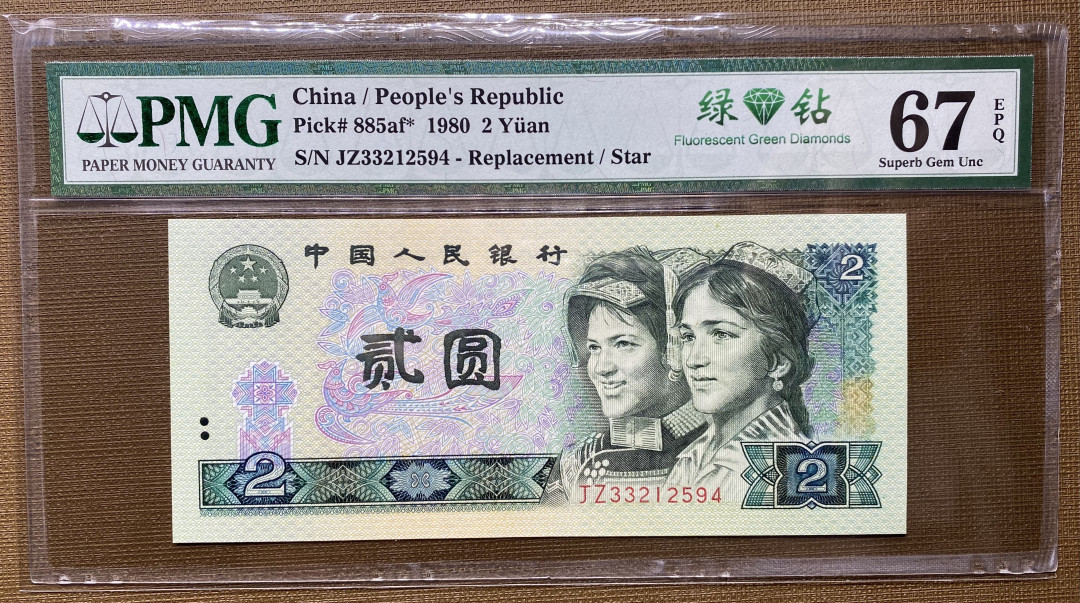 PMG
PAPER MONEY GUARANTY
China / People's Republic
Pick# 885af* 1980 2 Yüan
S/N JZ33212594 - Replacement / Star
绿 钻
Fluorescent Green Diamonds
67 EPQ
Superb Gem Unc
中国人民银行
2
贰圆
2
JZ33212594
2